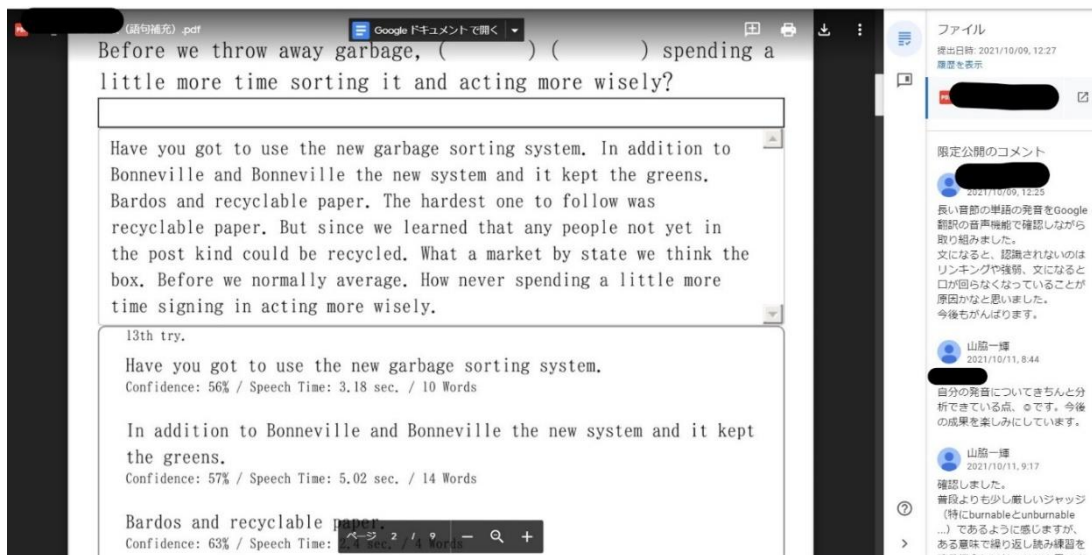 (語句補充).pdf
Google ドキュメント で開く
Before we throw away garbage, (          ) (          ) spending a
little more time sorting it and acting more wisely?
Have you got to use the new garbage sorting system. In addition to
Bonneville and Bonneville the new system and it kept the greens.
Bardos and recyclable paper. The hardest one to follow was
recyclable paper. But since we learned that any people not yet in
the post kind could be recycled. What a market by state we think the
box. Before we normally average. How never spending a little more
time signing in acting more wisely.
13th try.
Have you got to use the new garbage sorting system.
Confidence: 56% / Speech Time: 3.18 sec. / 10 Words
In addition to Bonneville and Bonneville the new system and it kept
the greens.
Confidence: 57% / Speech Time: 5.02 sec. / 14 Words
Bardos and recyclable paper.
Confidence: 63% / Speech Time: 2.4 sec. / 4 Words
ページ 2 / 9
ファイル
提出日時: 2021/10/09, 12:27
履歴を表示
限定公開のコメント
2021/10/09, 12:25
長い音節の単語の発音をGoogle
翻訳の音声機能で確認しながら
取り組みました。
文になると、認識されないのは
リンキングや強弱、文になると
口が回らなくなっていることが
原因かなと思いました。
今後もがんばります。
山脇一輝
2021/10/11, 8:44
自分の発音についてきちんと分
析できている点、◎です。今後
の成果を楽しみにしています。
山脇一輝
2021/10/11, 9:17
確認しました。
普段よりも少し厳しいジャッジ
（特にburnableとunburnable
...）であるように感じますが、
ある意味で繰り返し読み練習を